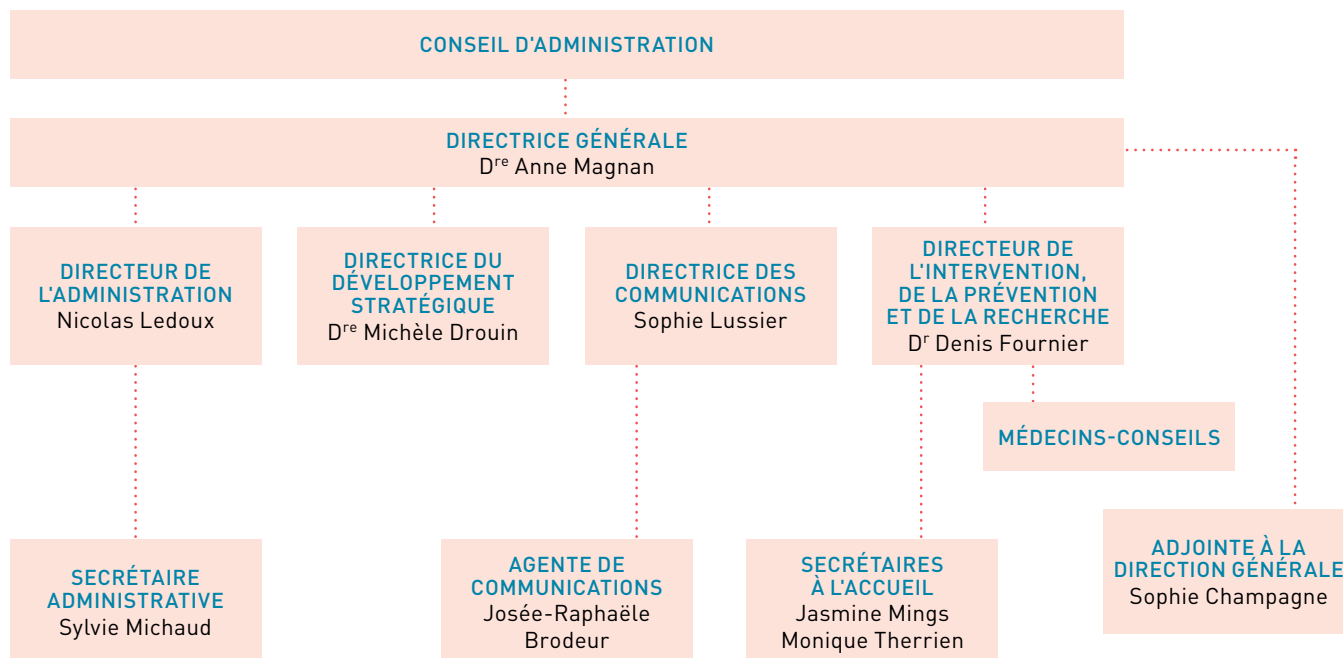 CONSEIL D'ADMINISTRATION
DIRECTRICE GÉNÉRALE
Dre Anne Magnan
DIRECTEUR DE
L'ADMINISTRATION
Nicolas Ledoux
DIRECTRICE DU
DÉVELOPPEMENT
STRATÉGIQUE
Dre Michèle Drouin
DIRECTRICE DES
COMMUNICATIONS
Sophie Lussier
DIRECTEUR DE
L'INTERVENTION,
DE LA PRÉVENTION
ET DE LA RECHERCHE
Dr Denis Fournier
MÉDECINS-CONSEILS
SECRÉTAIRE
ADMINISTRATIVE
Sylvie Michaud
AGENTE DE
COMMUNICATIONS
Josée-Raphaële
Brodeur
SECRÉTAIRES
À L'ACCUEIL
Jasmine Mings
Monique Therrien
ADJOINTE À LA
DIRECTION GÉNÉRALE
Sophie Champagne